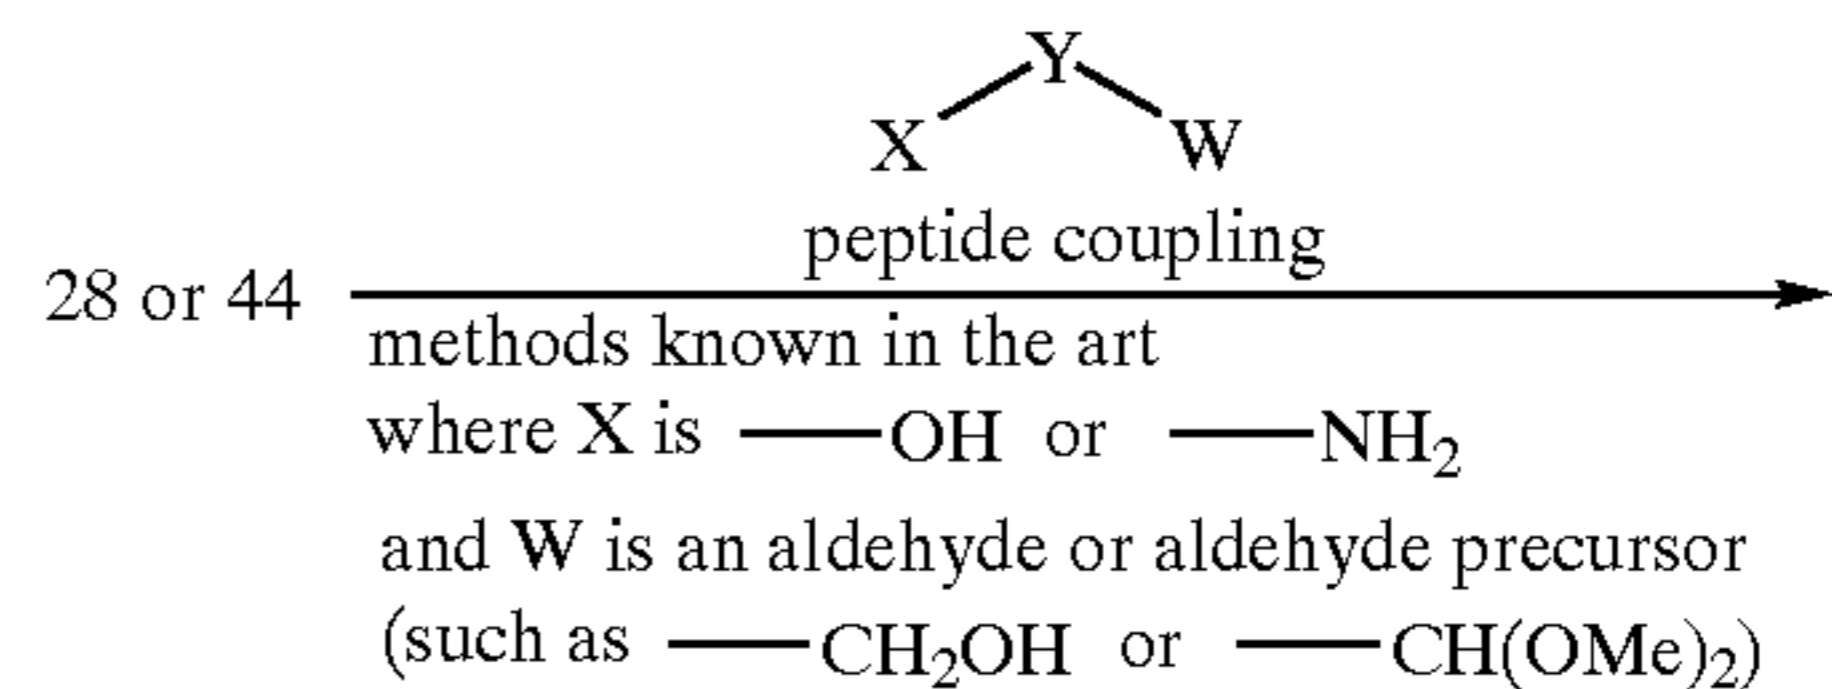 Y
X W
peptide coupling
28 or 44
methods known in the art
where X is —OH or —NH₂
and W is an aldehyde or aldehyde precursor
(such as —CH₂OH or —CH(OMe)₂)